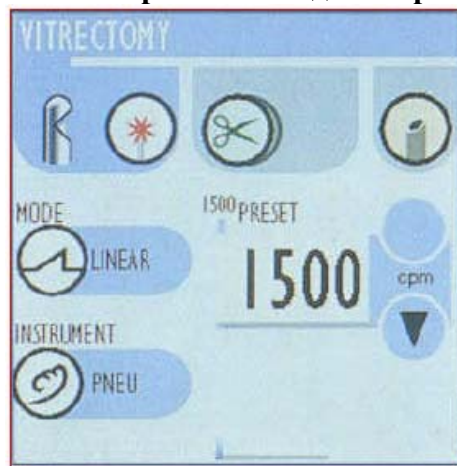 VITRECTOMY
MODE
LINEAR
1500 PRESET
1500
cpm
INSTRUMENT
PNEU